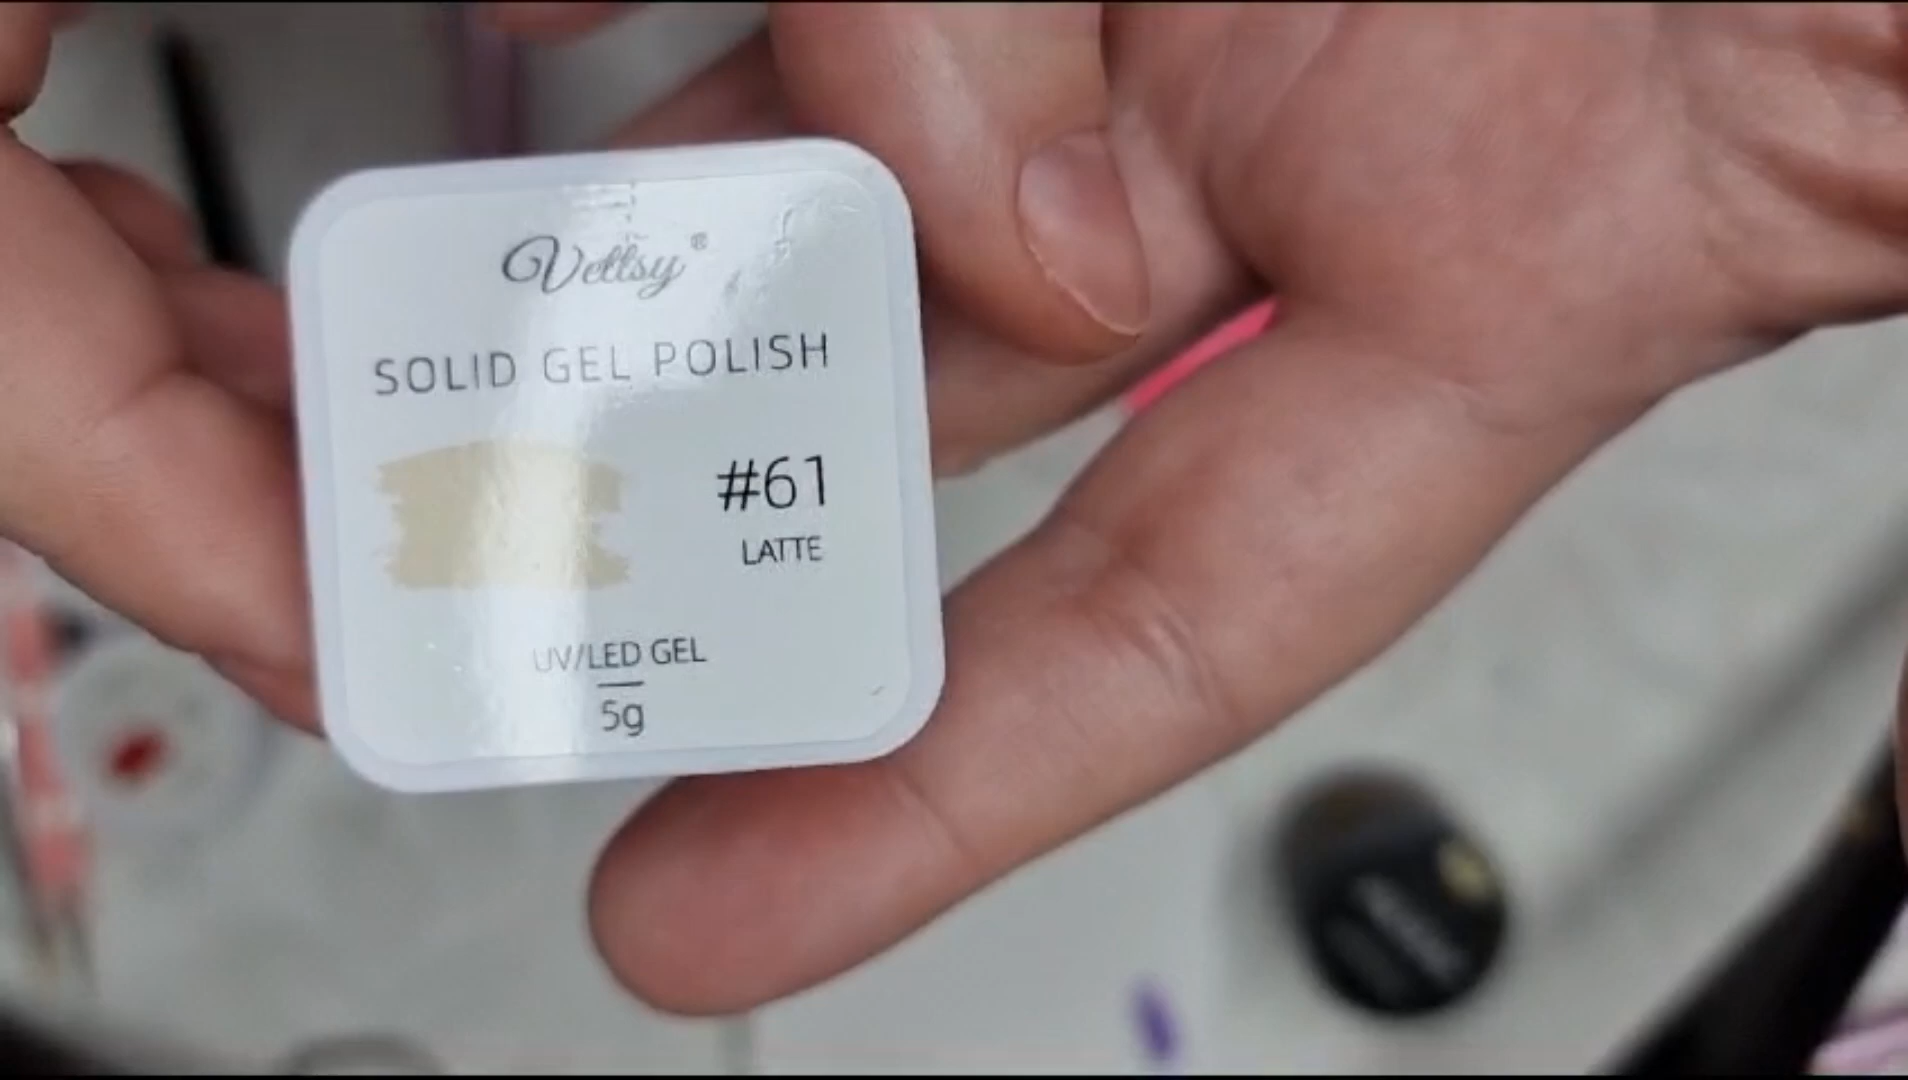 Vettsy®
SOLID GEL POLISH
#61
LATTE
UV/LED GEL
5g